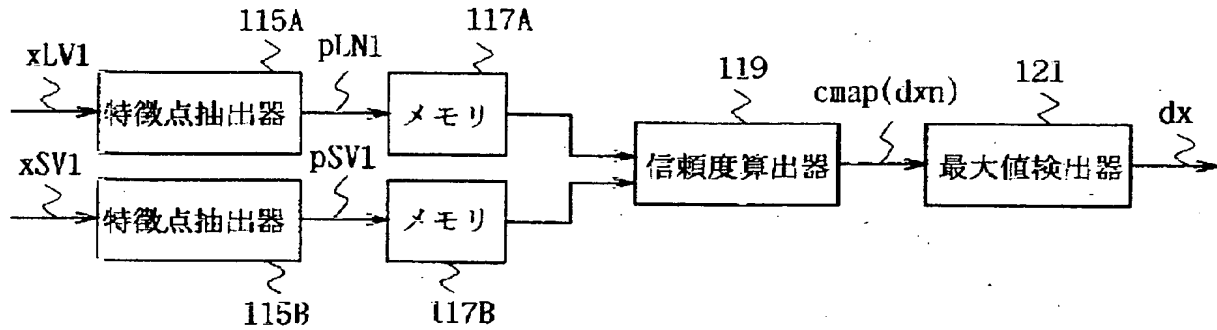 115A
117A
xLV1
pLN1
119
121
特徴点抽出器
メモリ
cmap(dxn)
dx
xSV1
pSV1
信頼度算出器
最大値検出器
特徴点抽出器
メモリ
115B
117B